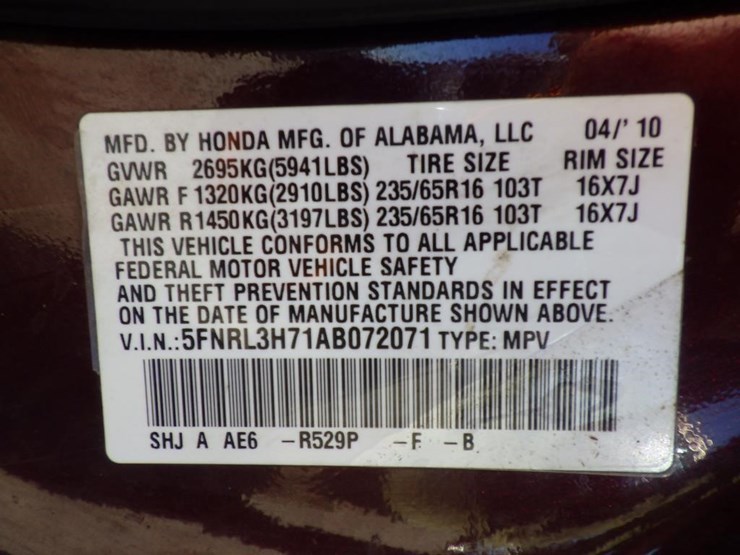 MFD. BY HONDA MFG. OF ALABAMA, LLC 04/' 10
GVWR 2695KG(5941LBS) TIRE SIZE RIM SIZE
GAWR F 1320KG(2910LBS) 235/65R16 103T 16X7J
GAWR R1450KG(3197LBS) 235/65R16 103T 16X7J
THIS VEHICLE CONFORMS TO ALL APPLICABLE
FEDERAL MOTOR VEHICLE SAFETY
AND THEFT PREVENTION STANDARDS IN EFFECT
ON THE DATE OF MANUFACTURE SHOWN ABOVE.
V.I.N.:5FNRL3H71AB072071 TYPE: MPV
SHJ A AE6 –R529P –F –B